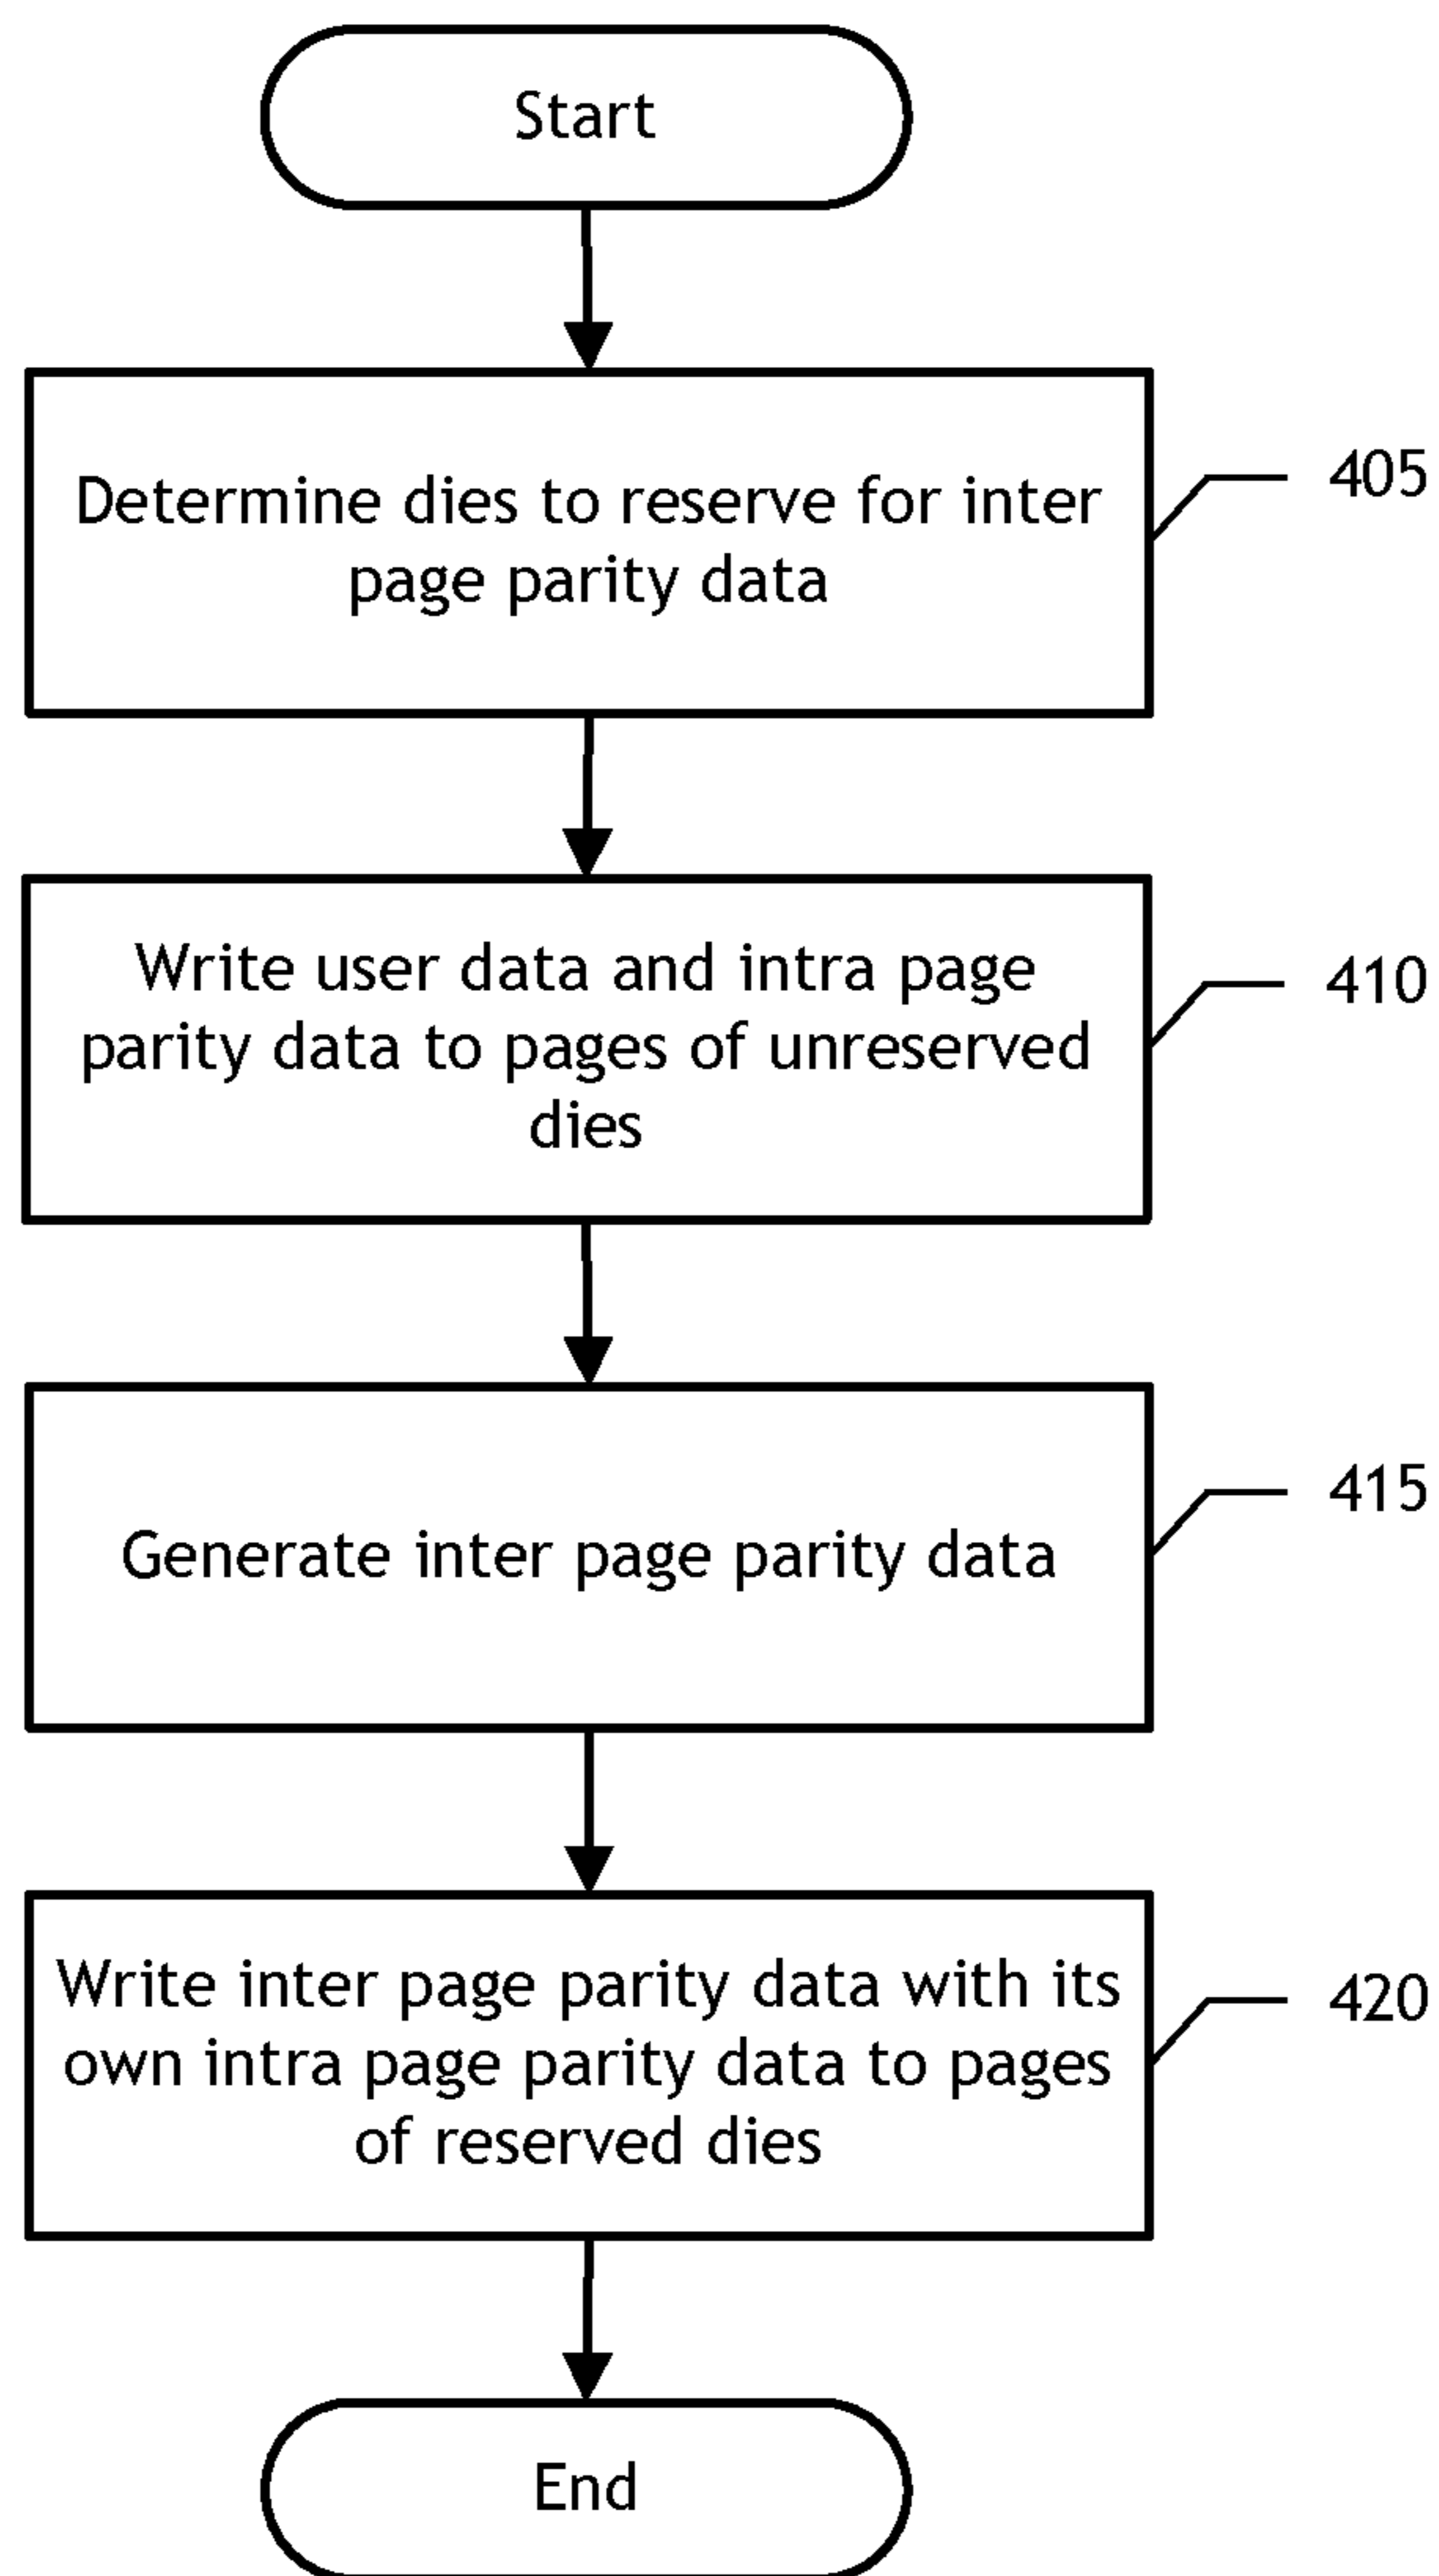 Start
Determine dies to reserve for inter
page parity data
405
Write user data and intra page
parity data to pages of unreserved
dies
410
Generate inter page parity data
415
Write inter page parity data with its
own intra page parity data to pages
of reserved dies
420
End